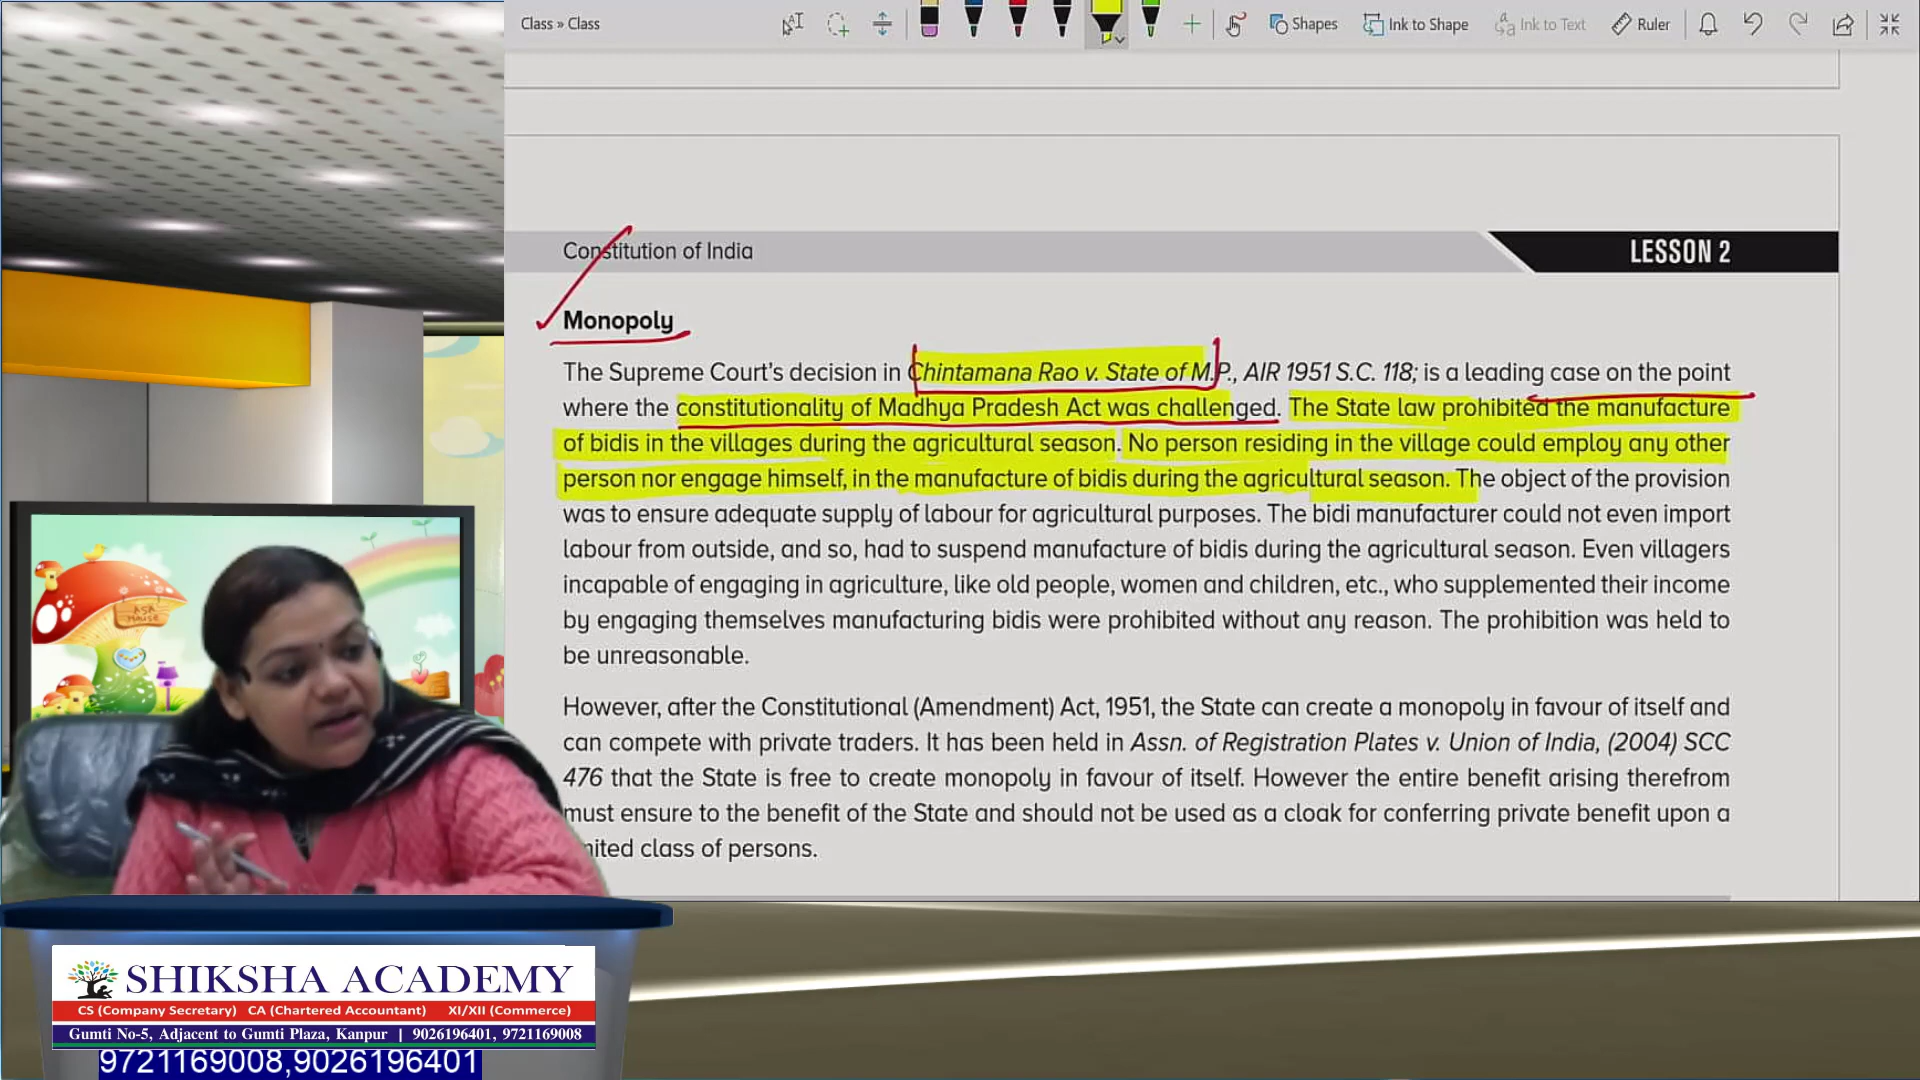 Class » Class
Shapes
Ink to Shape
Ink to Text
Ruler
Constitution of India
LESSON 2
Monopoly
The Supreme Court's decision in Chintamana Rao v. State of M.P., AIR 1951 S.C. 118; is a leading case on the point
where the constitutionality of Madhya Pradesh Act was challenged. The State law prohibited the manufacture
of bidis in the villages during the agricultural season. No person residing in the village could employ any other
person nor engage himself, in the manufacture of bidis during the agricultural season. The object of the provision
was to ensure adequate supply of labour for agricultural purposes. The bidi manufacturer could not even import
labour from outside, and so, had to suspend manufacture of bidis during the agricultural season. Even villagers
incapable of engaging in agriculture, like old people, women and children, etc., who supplemented their income
by engaging themselves manufacturing bidis were prohibited without any reason. The prohibition was held to
be unreasonable.
However, after the Constitutional (Amendment) Act, 1951, the State can create a monopoly in favour of itself and
can compete with private traders. It has been held in Assn. of Registration Plates v. Union of India, (2004) SCC
476 that the State is free to create monopoly in favour of itself. However the entire benefit arising therefrom
must ensure to the benefit of the State and should not be used as a cloak for conferring private benefit upon a
class of persons.
SHIKSHA ACADEMY
CS (Company Secretary) CA (Chartered Accountant) XI/XII (Commerce)
Gumti No-5, Adjacent to Gumti Plaza, Kanpur | 9026196401, 9721169008
9721169008,9026196401